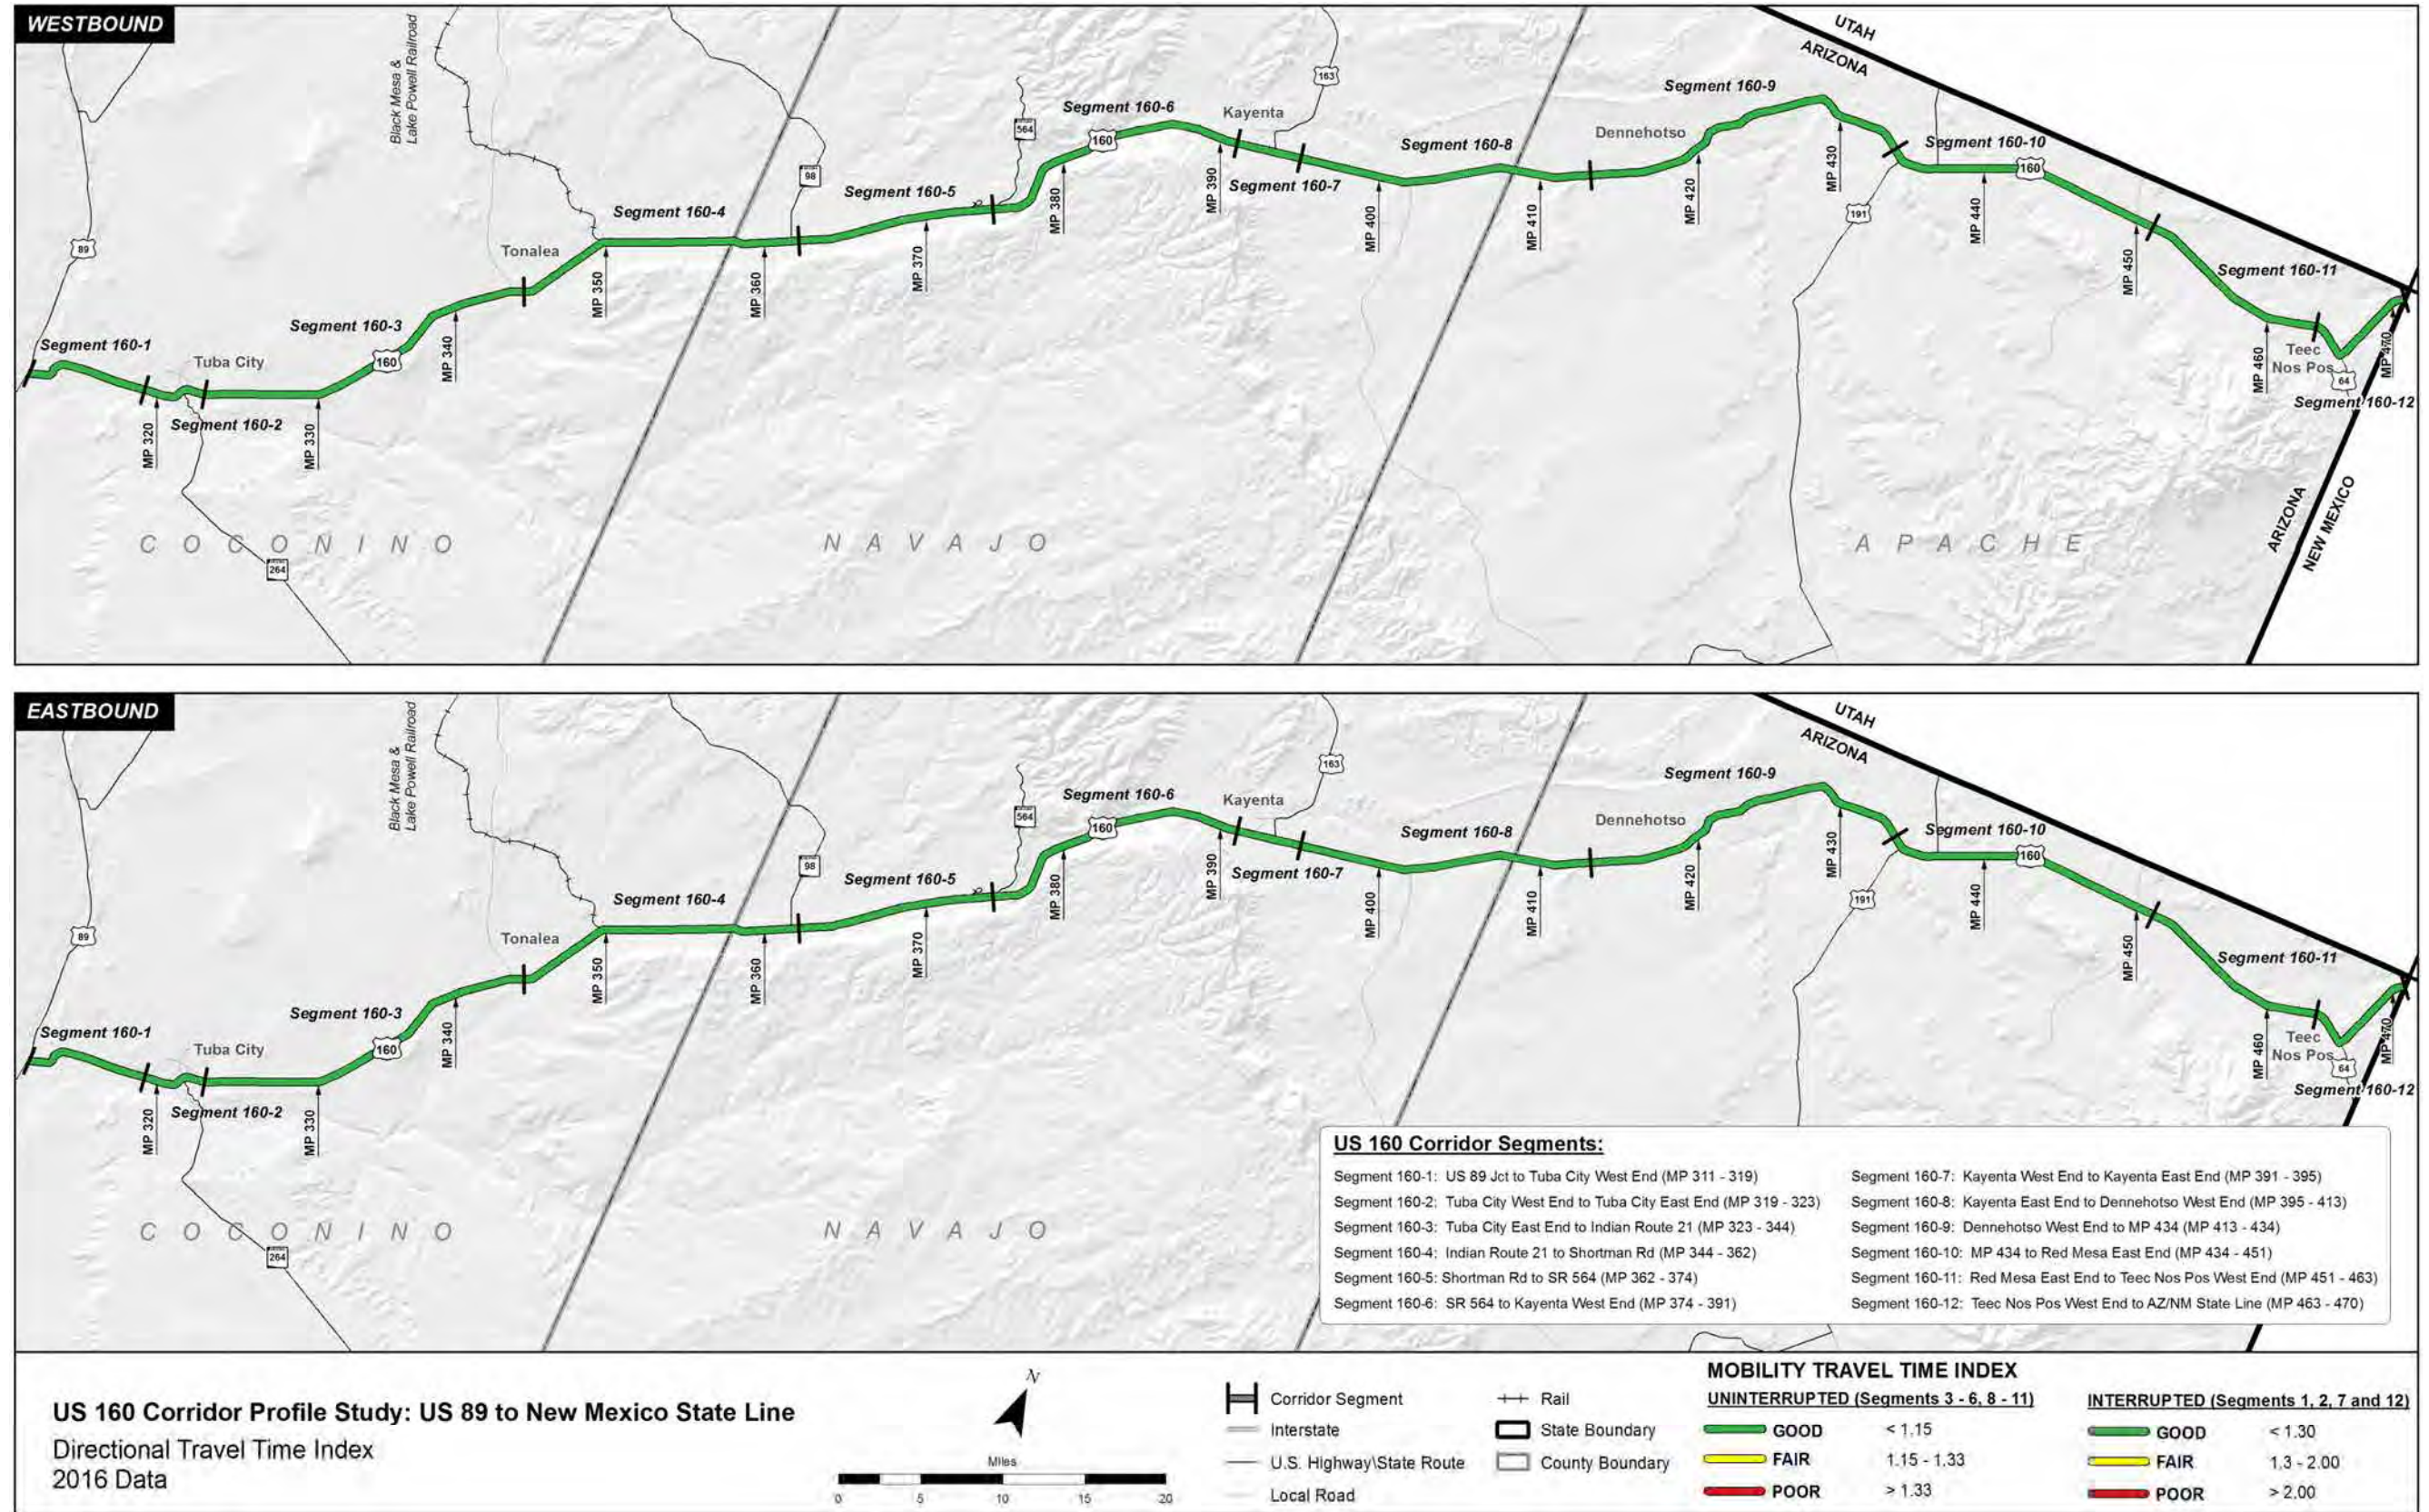 WESTBOUND
UTAH
ARIZONA
Black Mesa &
Lake Powell Railroad
163
Segment 160-9
Segment 160-6
Kayenta
564
160
Dennehotso
Segment 160-8
Segment 160-10
160
98
Segment 160-5
MP 380
MP 390
Segment 160-7
MP 400
MP 410
MP 420
MP 430
191
MP 440
89
Segment 160-4
Tonalea
MP 350
MP 360
MP 370
MP 450
Segment 160-11
Segment 160-3
Segment 160-1
Tuba City
160
MP 340
MP 460
Teec
Nos Pos
MP 470
64
Segment 160-12
MP 320
Segment 160-2
MP 330
COCONINO
NAVAJO
APACHE
264
ARIZONA
NEW MEXICO
EASTBOUND
UTAH
ARIZONA
Black Mesa &
Lake Powell Railroad
163
Segment 160-9
Segment 160-6
Kayenta
564
160
Dennehotso
Segment 160-8
Segment 160-10
160
98
Segment 160-5
MP 380
MP 390
Segment 160-7
MP 400
MP 410
MP 420
MP 430
191
MP 440
89
Segment 160-4
Tonalea
MP 350
MP 360
MP 370
MP 450
Segment 160-11
Segment 160-3
Segment 160-1
Tuba City
160
MP 340
MP 460
Teec
Nos Pos
MP 470
64
Segment 160-12
MP 320
Segment 160-2
MP 330
COCONINO
NAVAJO
264
US 160 Corridor Segments:
Segment 160-1: US 89 Jct to Tuba City West End (MP 311 - 319)
Segment 160-2: Tuba City West End to Tuba City East End (MP 319 - 323)
Segment 160-3: Tuba City East End to Indian Route 21 (MP 323 - 344)
Segment 160-4: Indian Route 21 to Shortman Rd (MP 344 - 362)
Segment 160-5: Shortman Rd to SR 564 (MP 362 - 374)
Segment 160-6: SR 564 to Kayenta West End (MP 374 - 391)
Segment 160-7: Kayenta West End to Kayenta East End (MP 391 - 395)
Segment 160-8: Kayenta East End to Dennehotso West End (MP 395 - 413)
Segment 160-9: Dennehotso West End to MP 434 (MP 413 - 434)
Segment 160-10: MP 434 to Red Mesa East End (MP 434 - 451)
Segment 160-11: Red Mesa East End to Teec Nos Pos West End (MP 451 - 463)
Segment 160-12: Teec Nos Pos West End to AZ/NM State Line (MP 463 - 470)
US 160 Corridor Profile Study: US 89 to New Mexico State Line
Directional Travel Time Index
2016 Data
N
Miles
0 5 10 15 20
Corridor Segment
Interstate
U.S. Highway\State Route
Local Road
Rail
State Boundary
County Boundary
MOBILITY TRAVEL TIME INDEX
UNINTERRUPTED (Segments 3 - 6, 8 - 11)
GOOD < 1.15
FAIR 1.15 - 1.33
POOR > 1.33
INTERRUPTED (Segments 1, 2, 7 and 12)
GOOD < 1.30
FAIR 1.3 - 2.00
POOR > 2.00